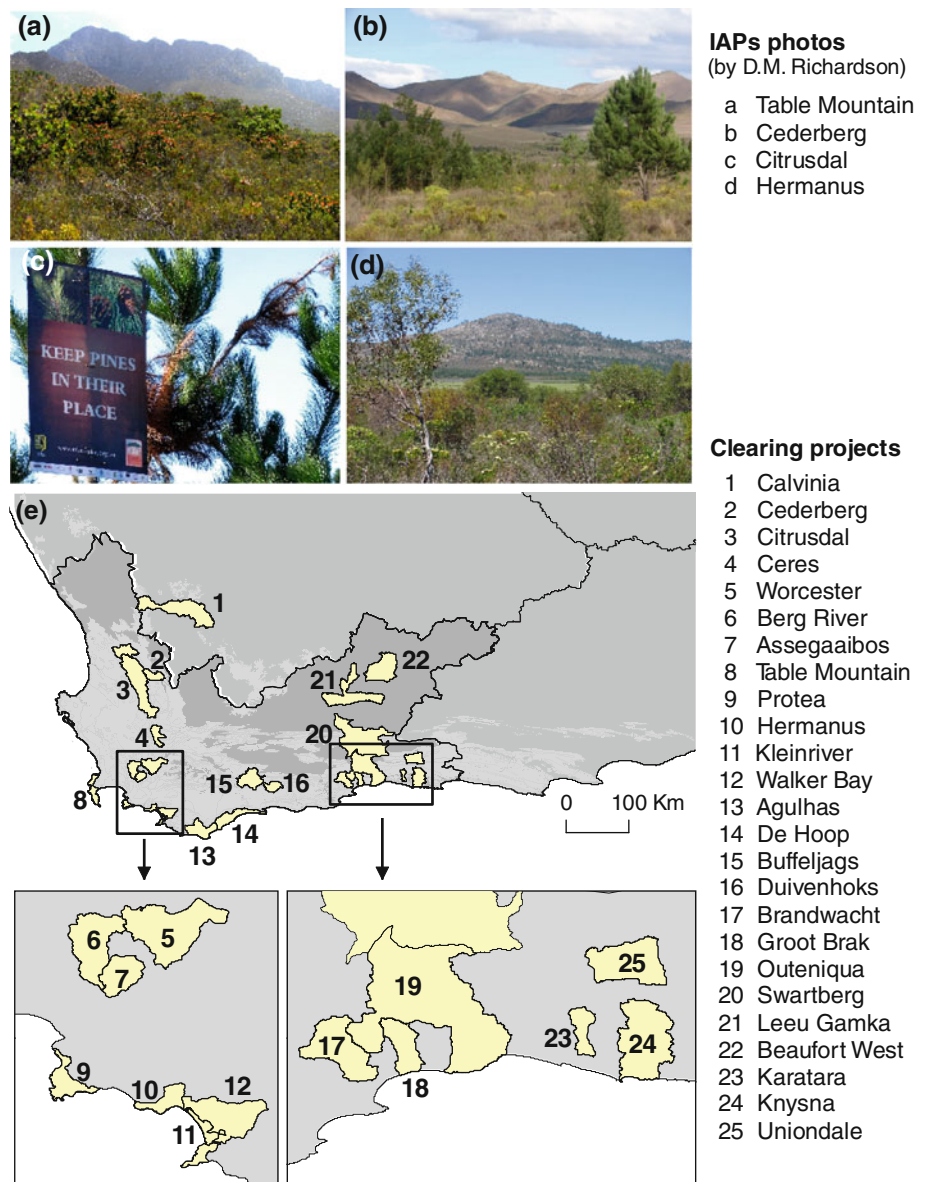 (a)
(b)
IAPs photos
(by D.M. Richardson)
a Table Mountain
b Cederberg
c Citrusdal
d Hermanus
(c)
KEEP PINES
IN THEIR
PLACE
(d)
Clearing projects
1 Calvinia
2 Cederberg
3 Citrusdal
4 Ceres
5 Worcester
6 Berg River
7 Assegaaibos
8 Table Mountain
9 Protea
10 Hermanus
11 Kleinriver
12 Walker Bay
13 Agulhas
14 De Hoop
15 Buffeljags
16 Duivenhoks
17 Brandwacht
18 Groot Brak
19 Outeniqua
20 Swartberg
21 Leeu Gamka
22 Beaufort West
23 Karatara
24 Knysna
25 Uniondale
(e)
1
2
3
22
21
20
4
15
16
8
14
13
0 100 Km
6
5
7
9
10
12
11
19
25
17
23
24
18